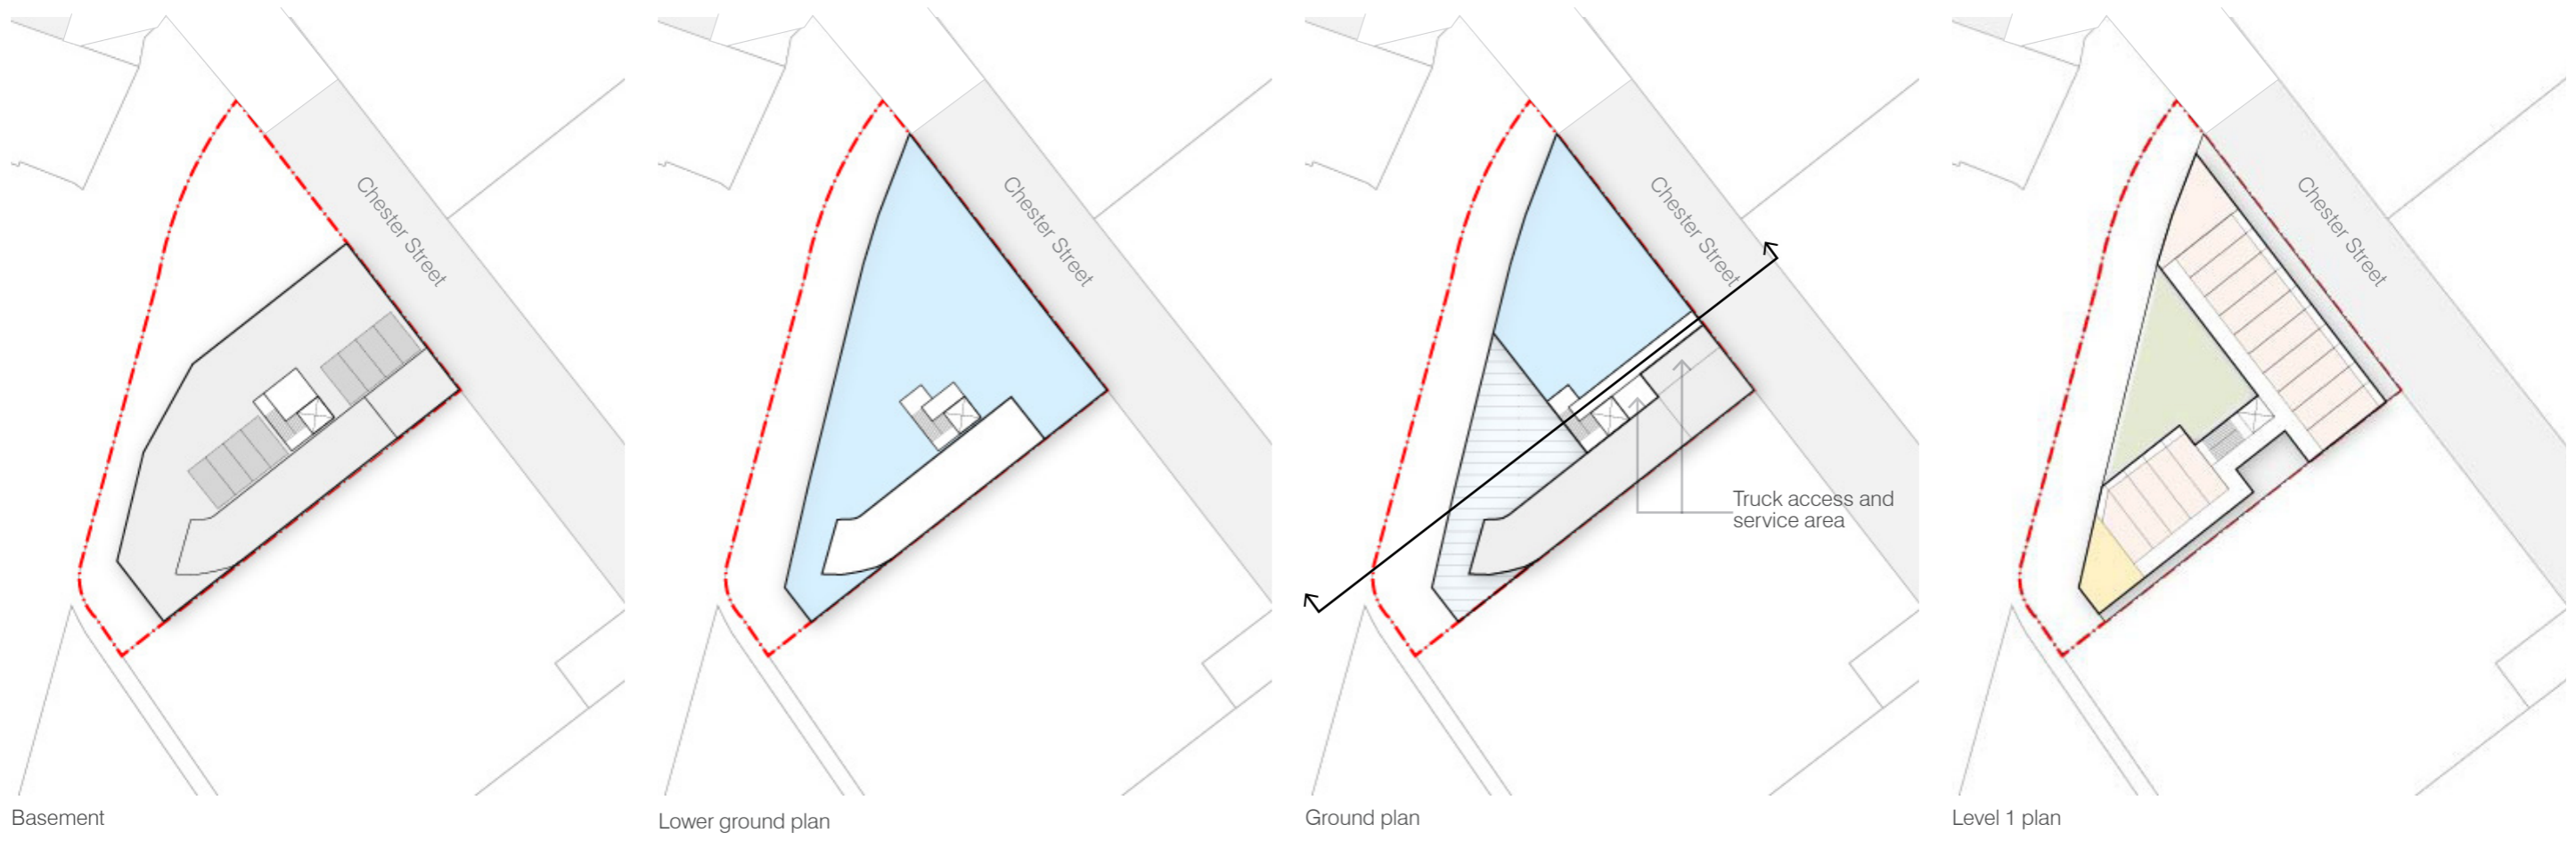 Chester Street
Chester Street
Chester Street
Chester Street
Truck access and
service area
Basement
Lower ground plan
Ground plan
Level 1 plan